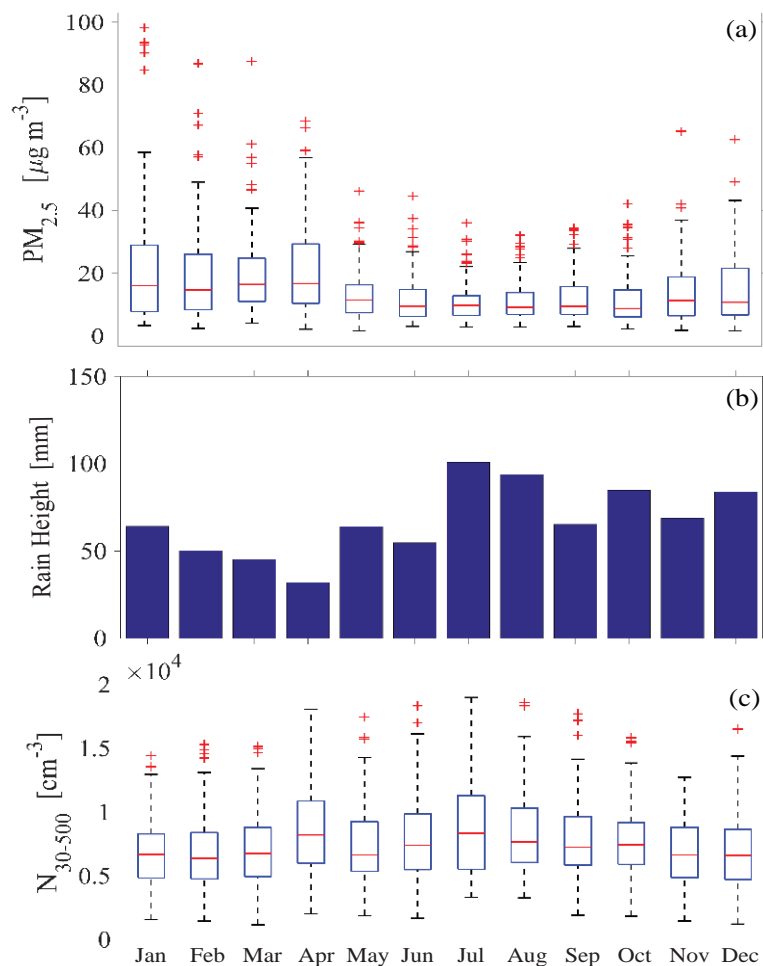 (a)
100
80
60
40
20
0
PM2.5 [μg m-3]
(b)
150
100
50
0
Rain Height [mm]
×10^4
(c)
2
1.5
1
0.5
0
N30-500 [cm-3]
Jan Feb Mar Apr May Jun Jul Aug Sep Oct Nov Dec